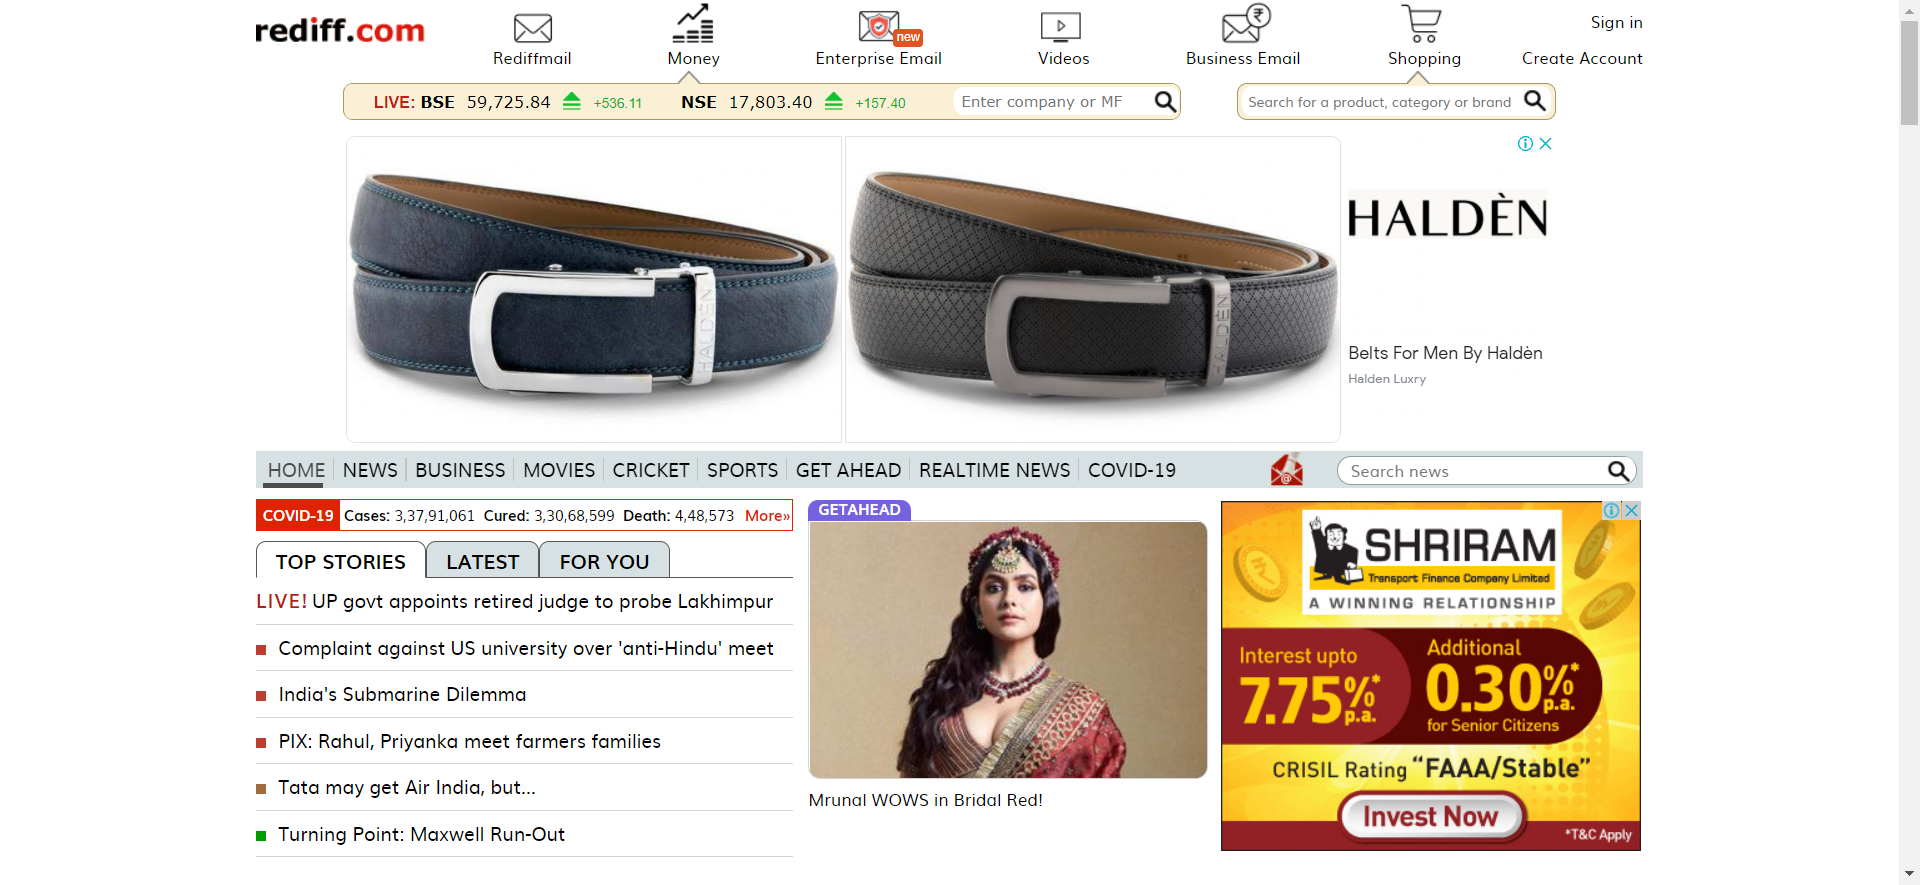 rediff.com
Rediffmail
Money
new
Enterprise Email
Videos
₹
Business Email
Shopping
Sign in
Create Account
LIVE: BSE 59,725.84 +536.11 NSE 17,803.40 +157.40
Enter company or MF
Search for a product, category or brand
HALDÈN
HALDÈN
HALDÈN
Belts For Men By Haldèn
Halden Luxry
HOME NEWS BUSINESS MOVIES CRICKET SPORTS GET AHEAD REALTIME NEWS COVID-19
@
Search news
COVID-19 Cases: 3,37,91,061 Cured: 3,30,68,599 Death: 4,48,573 More»
TOP STORIES LATEST FOR YOU
LIVE! UP govt appoints retired judge to probe Lakhimpur
Complaint against US university over 'anti-Hindu' meet
India's Submarine Dilemma
PIX: Rahul, Priyanka meet farmers families
Tata may get Air India, but...
Turning Point: Maxwell Run-Out
GETAHEAD
Mrunal WOWS in Bridal Red!
SHRIRAM
Transport Finance Company Limited
A WINNING RELATIONSHIP
Interest upto
7.75%* p.a.
Additional
0.30%* p.a.
for Senior Citizens
CRISIL Rating “FAAA/Stable”
Invest Now
*T&C Apply